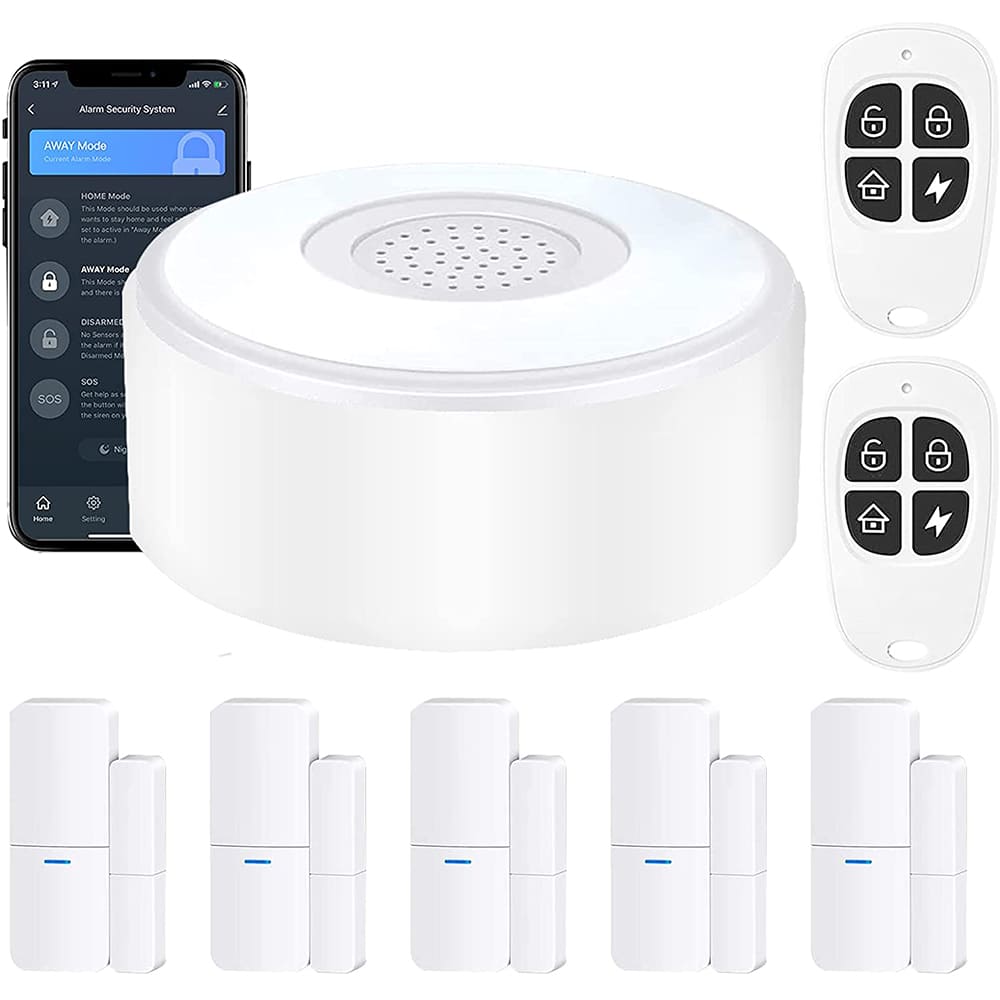 3:11
Alarm Security System
AWAY Mode
Current Alarm Mode
HOME Mode
This Mode should be used when
wants to stay home and feel
set to active in "Away
the alarm.)
AWAY Mode
This Mode
and there is
DISARMED
No Sensors
the alarm if
Disarmed
SOS
SOS
Get help as
the button
the siren on
Home
Setting